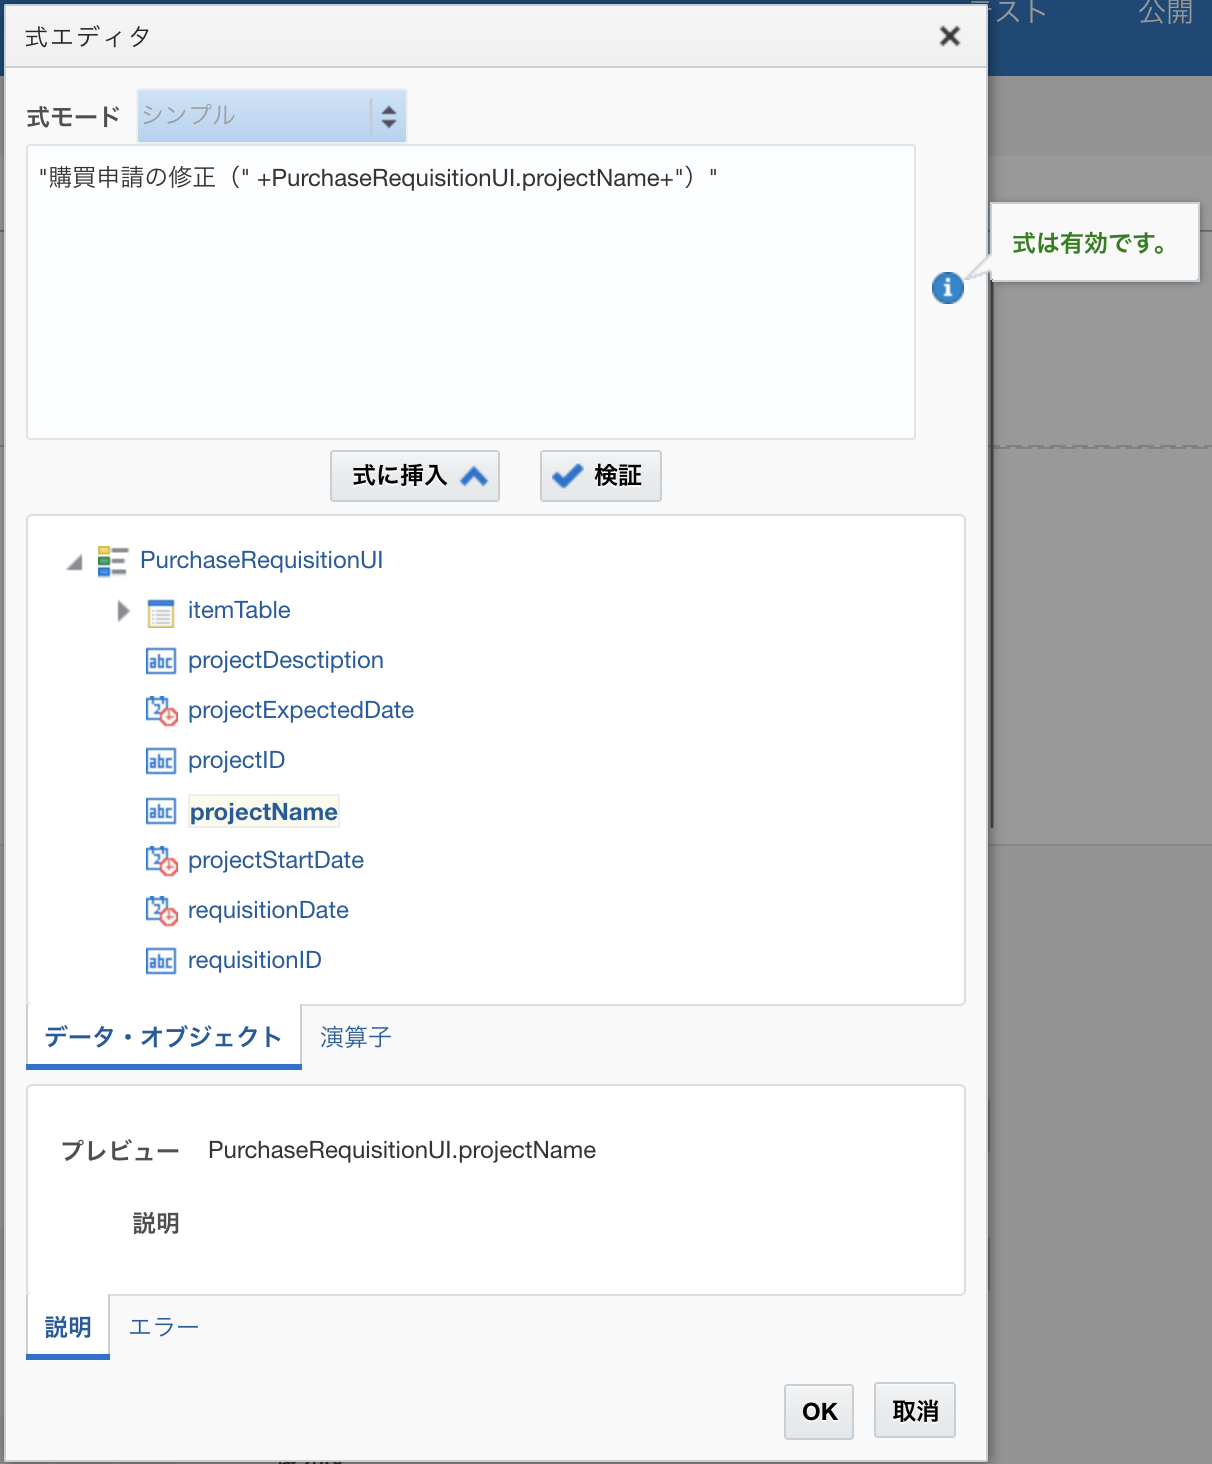 テスト 公開
式エディタ
式モード シンプル
"購買申請の修正（" +PurchaseRequisitionUI.projectName+"）"
式は有効です。
式に挿入 検証
PurchaseRequisitionUI
itemTable
projectDesctiption
projectExpectedDate
projectID
projectName
projectStartDate
requisitionDate
requisitionID
データ・オブジェクト 演算子
プレビュー PurchaseRequisitionUI.projectName
説明
説明 エラー
OK 取消